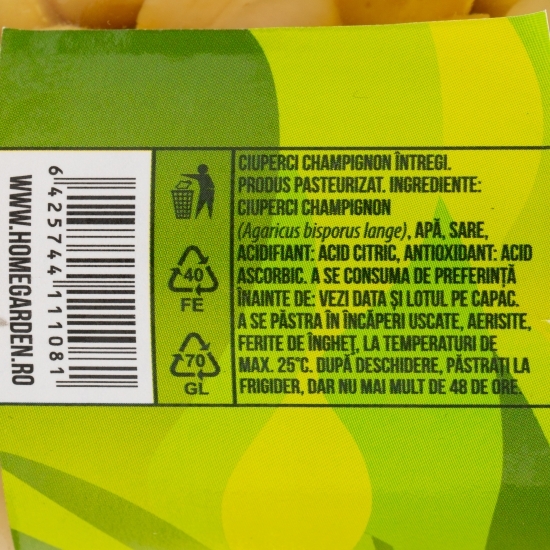 CIUPERCI CHAMPIGNON ÎNTREGI.
PRODUS PASTEURIZAT. INGREDIENTE:
CIUPERCI CHAMPIGNON
(Agaricus bisporus lange), APĂ, SARE,
ACIDIFIANT: ACID CITRIC, ANTIOXIDANT: ACID
ASCORBIC. A SE CONSUMA DE PREFERINȚĂ
ÎNAINTE DE: VEZI DATA ȘI LOTUL PE CAPAC.
A SE PĂSTRA ÎN ÎNCĂPERI USCATE, AERISITE,
FERITE DE ÎNGHEȚ, LA TEMPERATURI DE
MAX. 25°C. DUPĂ DESCHIDERE, PĂSTRAȚI LA
FRIGIDER, DAR NU MAI MULT DE 48 DE ORE.
40
FE
70
GL
6 425744 111081
WWW.HOMEGARDEN.RO